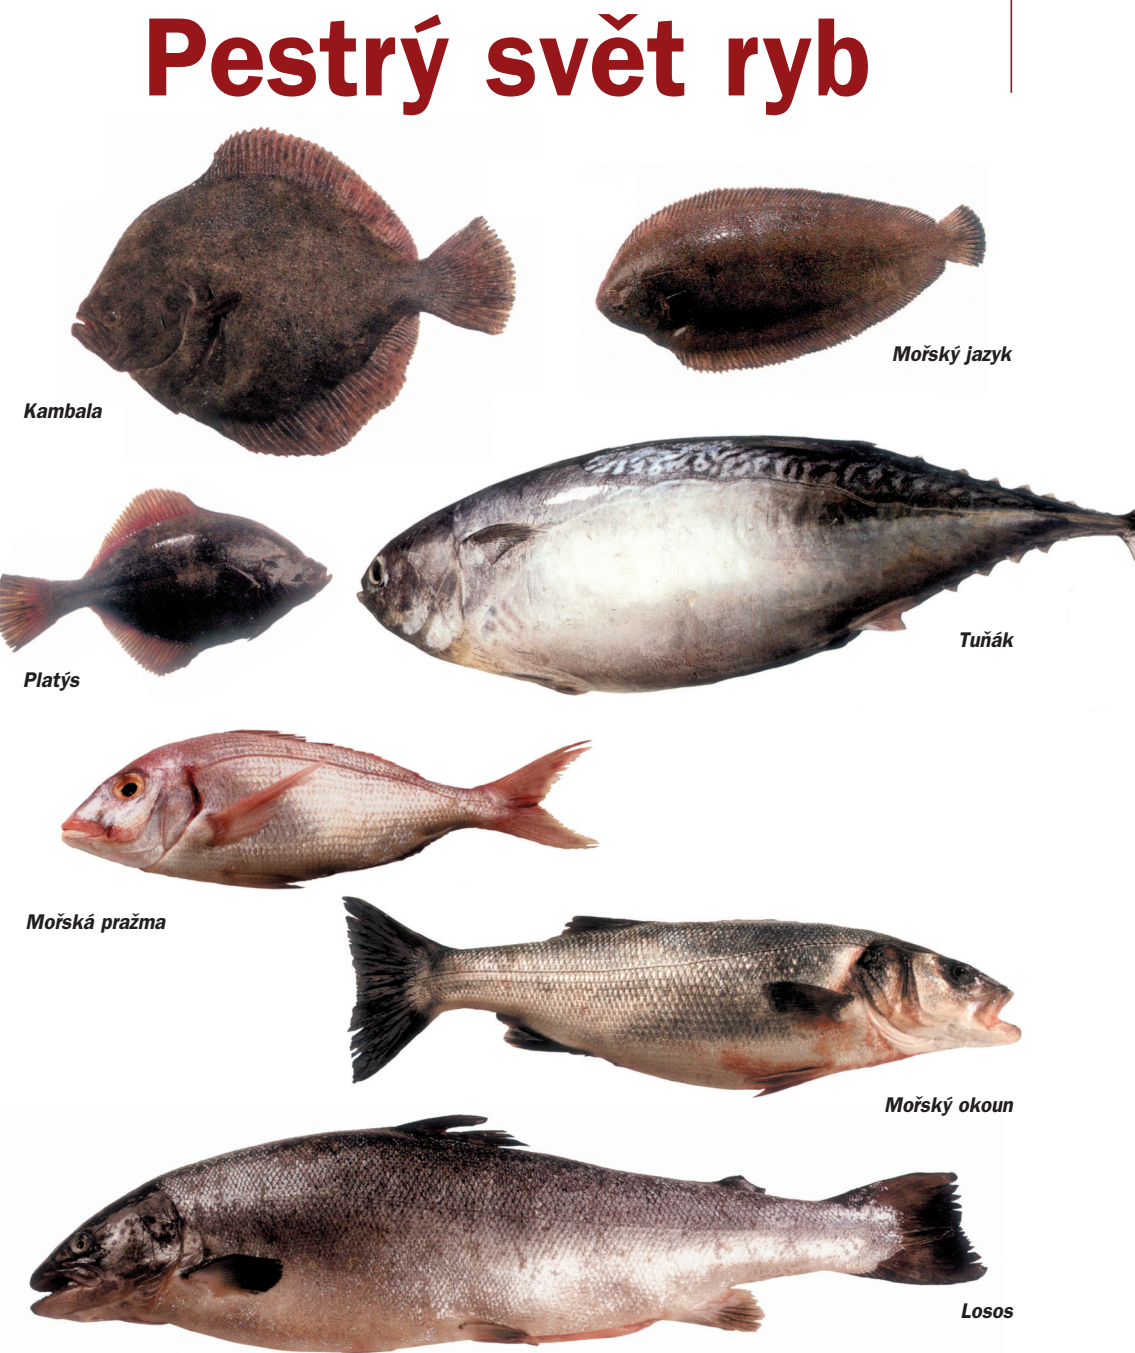 Pestrý svět ryb
Mořský jazyk
Kambala
Tuňák
Platýs
Mořská pražma
Mořský okoun
Losos